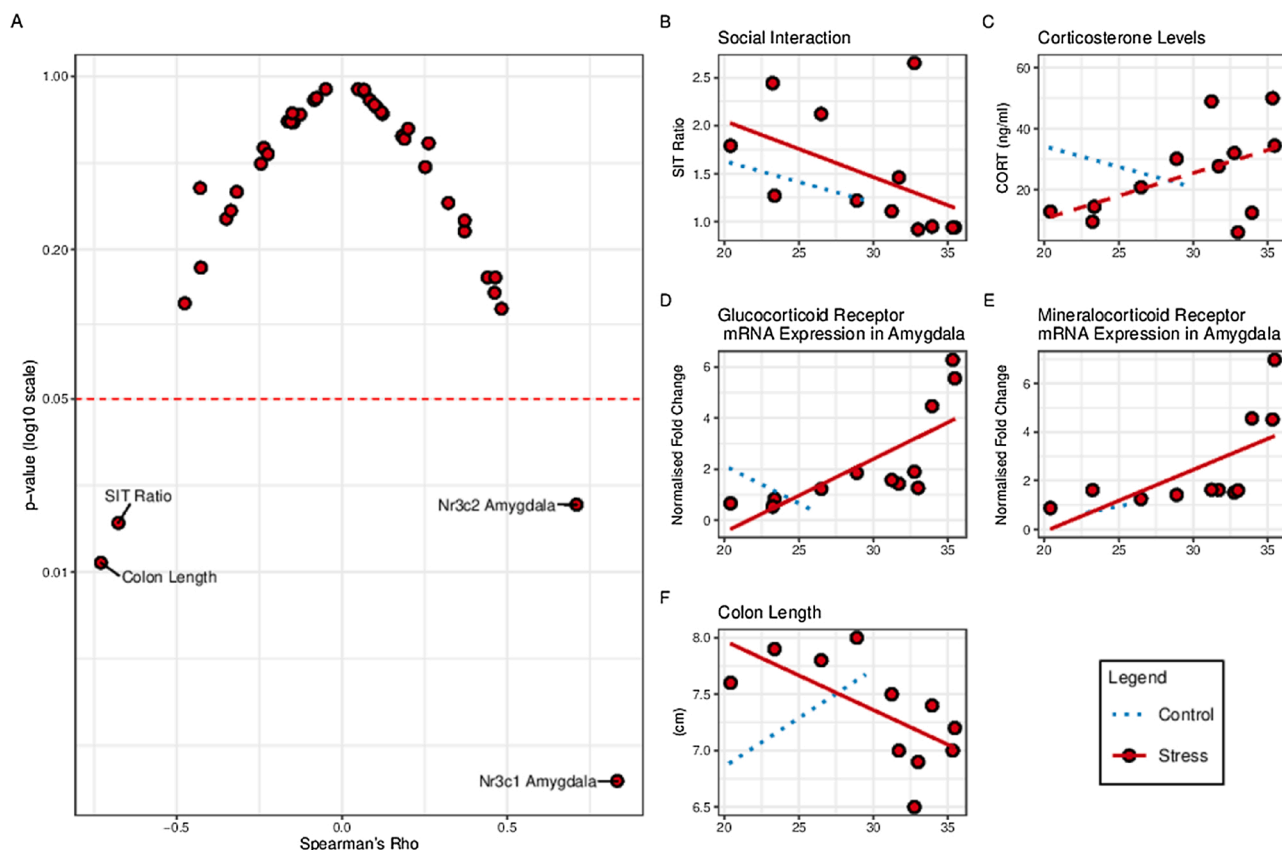 A
1.00
0.20
0.05
0.01
p-value (log10 scale)
SIT Ratio
Colon Length
Nr3c2 Amygdala
Nr3c1 Amygdala
−0.5
0.0
0.5
Spearman's Rho
B
Social Interaction
SIT Ratio
2.5
2.0
1.5
1.0
20
25
30
35
C
Corticosterone Levels
CORT (ng/ml)
60
40
20
20
25
30
35
D
Glucocorticoid Receptor
mRNA Expression in Amygdala
Normalised Fold Change
6
4
2
0
20
25
30
35
E
Mineralocorticoid Receptor
mRNA Expression in Amygdala
Normalised Fold Change
6
4
2
0
20
25
30
35
F
Colon Length
(cm)
8.0
7.5
7.0
6.5
20
25
30
35
Legend
Control
Stress